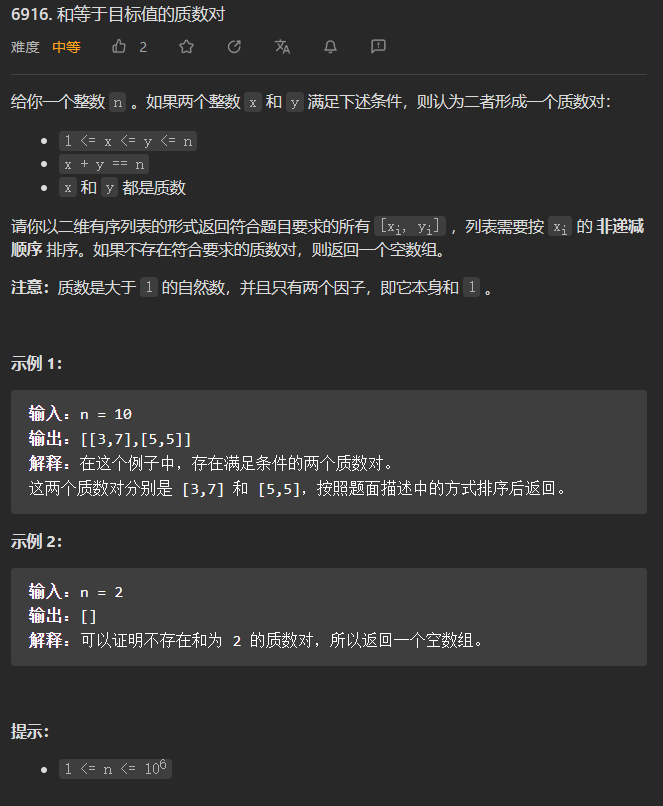 6916. 和等于目标值的质数对
难度 中等 2
给你一个整数 n 。如果两个整数 x 和 y 满足下述条件，则认为二者形成一个质数对：
1 <= x <= y <= n
x + y == n
x 和 y 都是质数
请你以二维有序列表的形式返回符合题目要求的所有 [xi, yi] ，列表需要按 xi 的 非递减
顺序 排序。如果不存在符合要求的质数对，则返回一个空数组。
注意：质数是大于 1 的自然数，并且只有两个因子，即它本身和 1 。
示例 1：
输入：n = 10
输出：[[3,7],[5,5]]
解释：在这个例子中，存在满足条件的两个质数对。
这两个质数对分别是 [3,7] 和 [5,5]，按照题面描述中的方式排序后返回。
示例 2：
输入：n = 2
输出：[]
解释：可以证明不存在和为 2 的质数对，所以返回一个空数组。
提示：
1 <= n <= 10^6